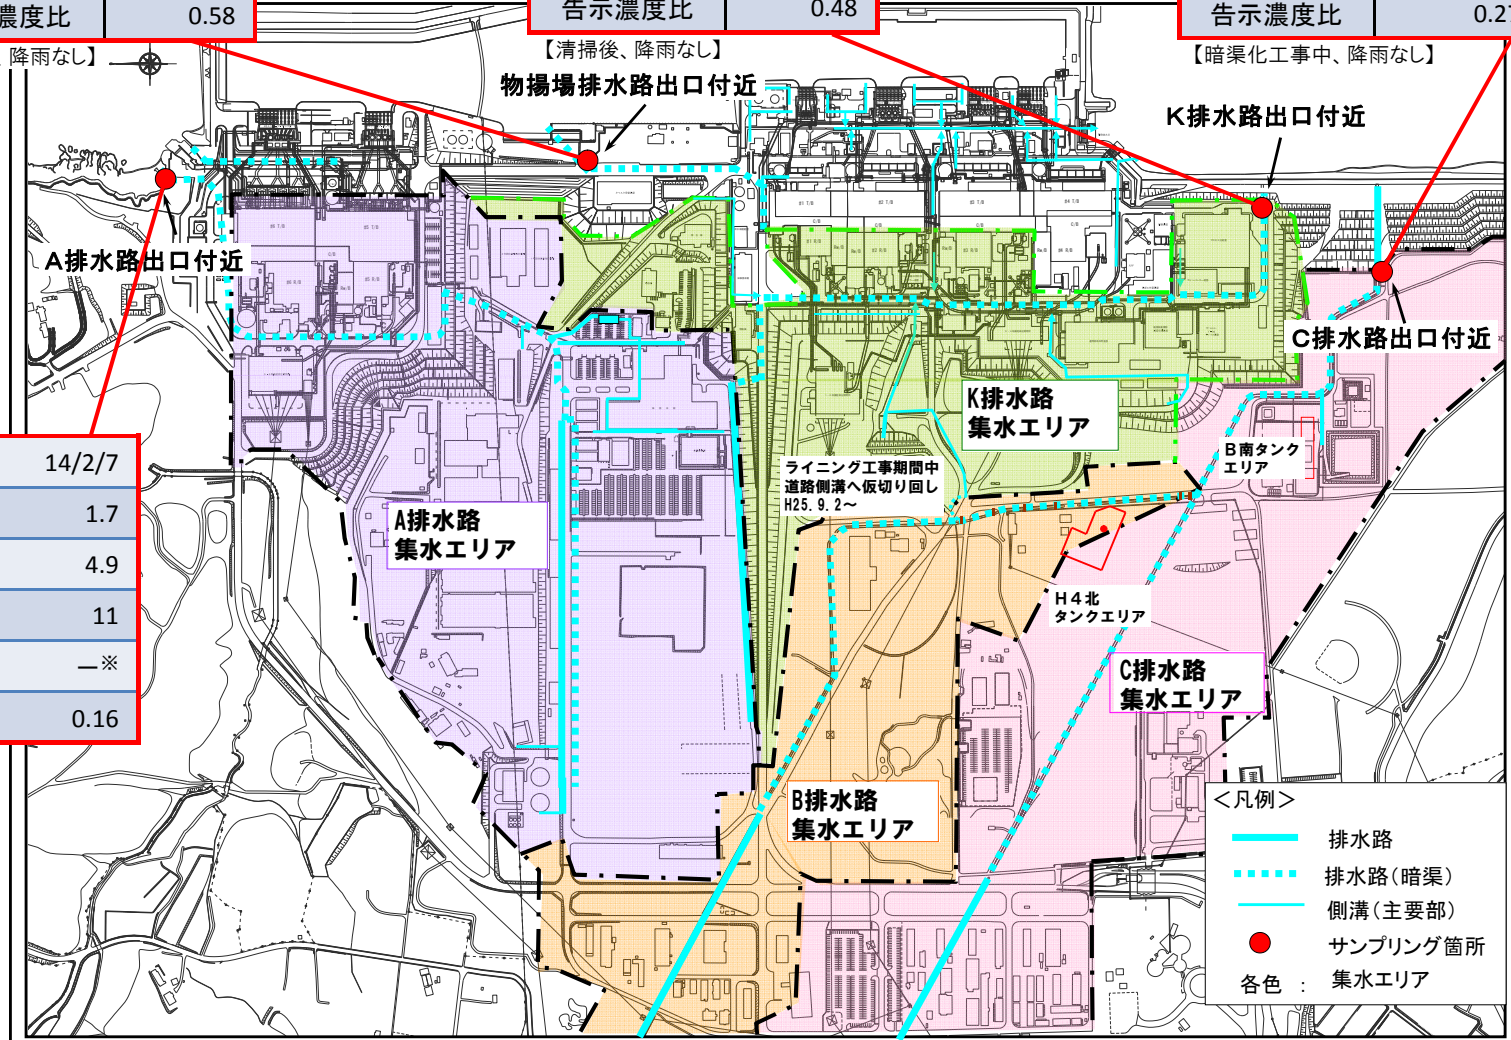 濃度比 0.58
降雨なし】
告示濃度比 0.48
【清掃後、降雨なし】
告示濃度比 0.27
【暗渠化工事中、降雨なし】
物揚場排水路出口付近
K排水路出口付近
A排水路出口付近
C排水路出口付近
14/2/7
1.7
4.9
11
―※
0.16
K排水路
集水エリア
B南タンク
エリア
ライニング工事期間中
道路側溝へ仮切り回し
H25.9.2～
A排水路
集水エリア
H4北
タンクエリア
C排水路
集水エリア
B排水路
集水エリア
＜凡例＞
排水路
排水路（暗渠）
側溝（主要部）
サンプリング箇所
各色 ： 集水エリア